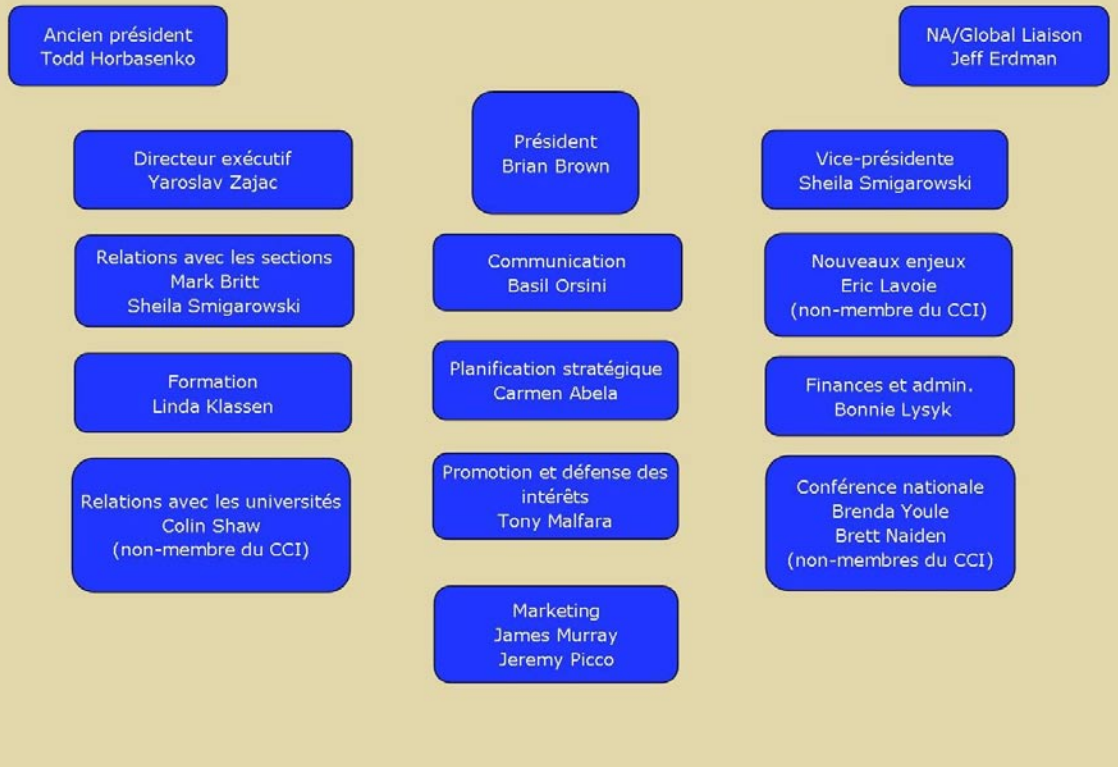 Ancien président
Todd Horbasenko
NA/Global Liaison
Jeff Erdman
Président
Brian Brown
Directeur exécutif
Yaroslav Zajac
Vice-présidente
Sheila Smigarowski
Relations avec les sections
Mark Britt
Sheila Smigarowski
Communication
Basil Orsini
Nouveaux enjeux
Eric Lavoie
(non-membre du CCI)
Formation
Linda Klassen
Planification stratégique
Carmen Abela
Finances et admin.
Bonnie Lysyk
Relations avec les universités
Colin Shaw
(non-membre du CCI)
Promotion et défense des
intérêts
Tony Malfara
Conférence nationale
Brenda Youle
Brett Naiden
(non-membres du CCI)
Marketing
James Murray
Jeremy Picco